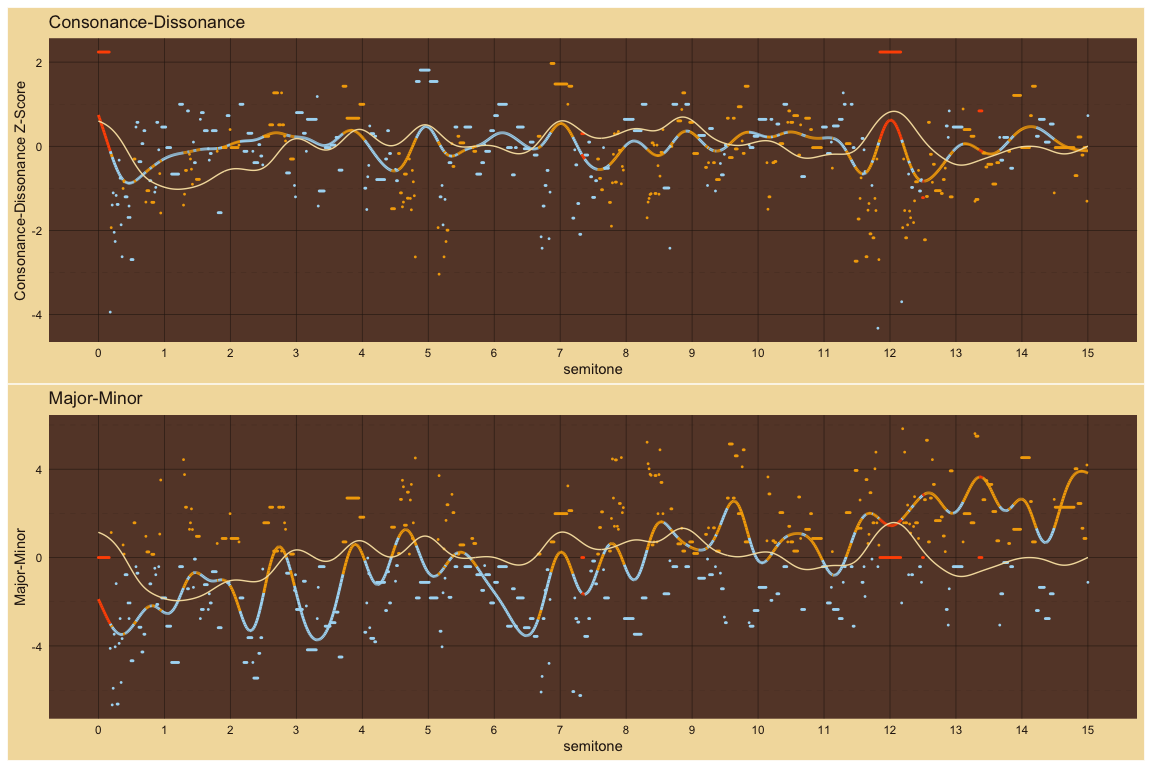 Consonance-Dissonance
Consonance-Dissonance Z-Score
2
0
-2
-4
0 1 2 3 4 5 6 7 8 9 10 11 12 13 14 15
semitone
Major-Minor
Major-Minor
4
0
-4
0 1 2 3 4 5 6 7 8 9 10 11 12 13 14 15
semitone